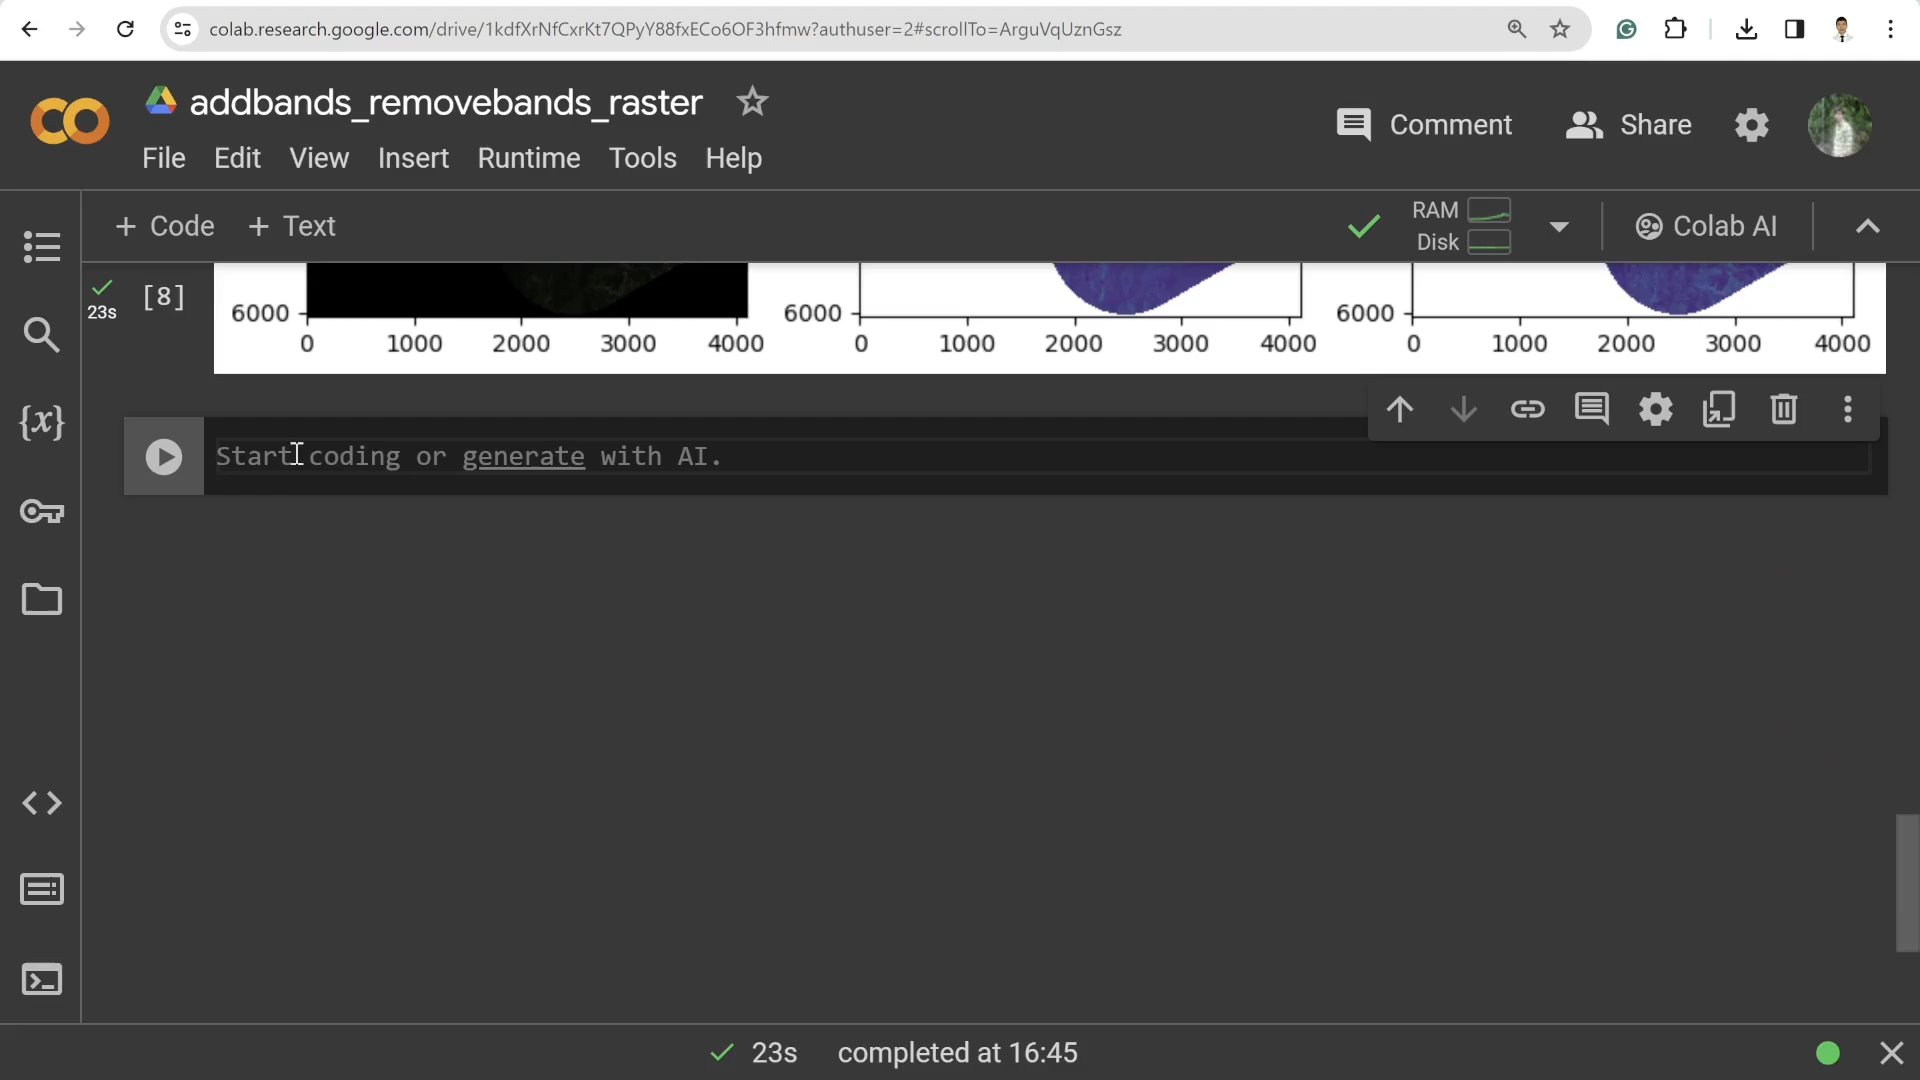 colab.research.google.com/drive/1kdfXrNfCxrKt7QPyY88fxECo6OF3hfmw?authuser=2#scrollTo=ArguVqUznGsz
addbands_removebands_raster
Comment
Share
File Edit View Insert Runtime Tools Help
+ Code + Text
RAM
Disk
Colab AI
23s
[8]
6000
6000
6000
0 1000 2000 3000 4000
0 1000 2000 3000 4000
0 1000 2000 3000 4000
{x}
Start coding or generate with AI.
23s completed at 16:45